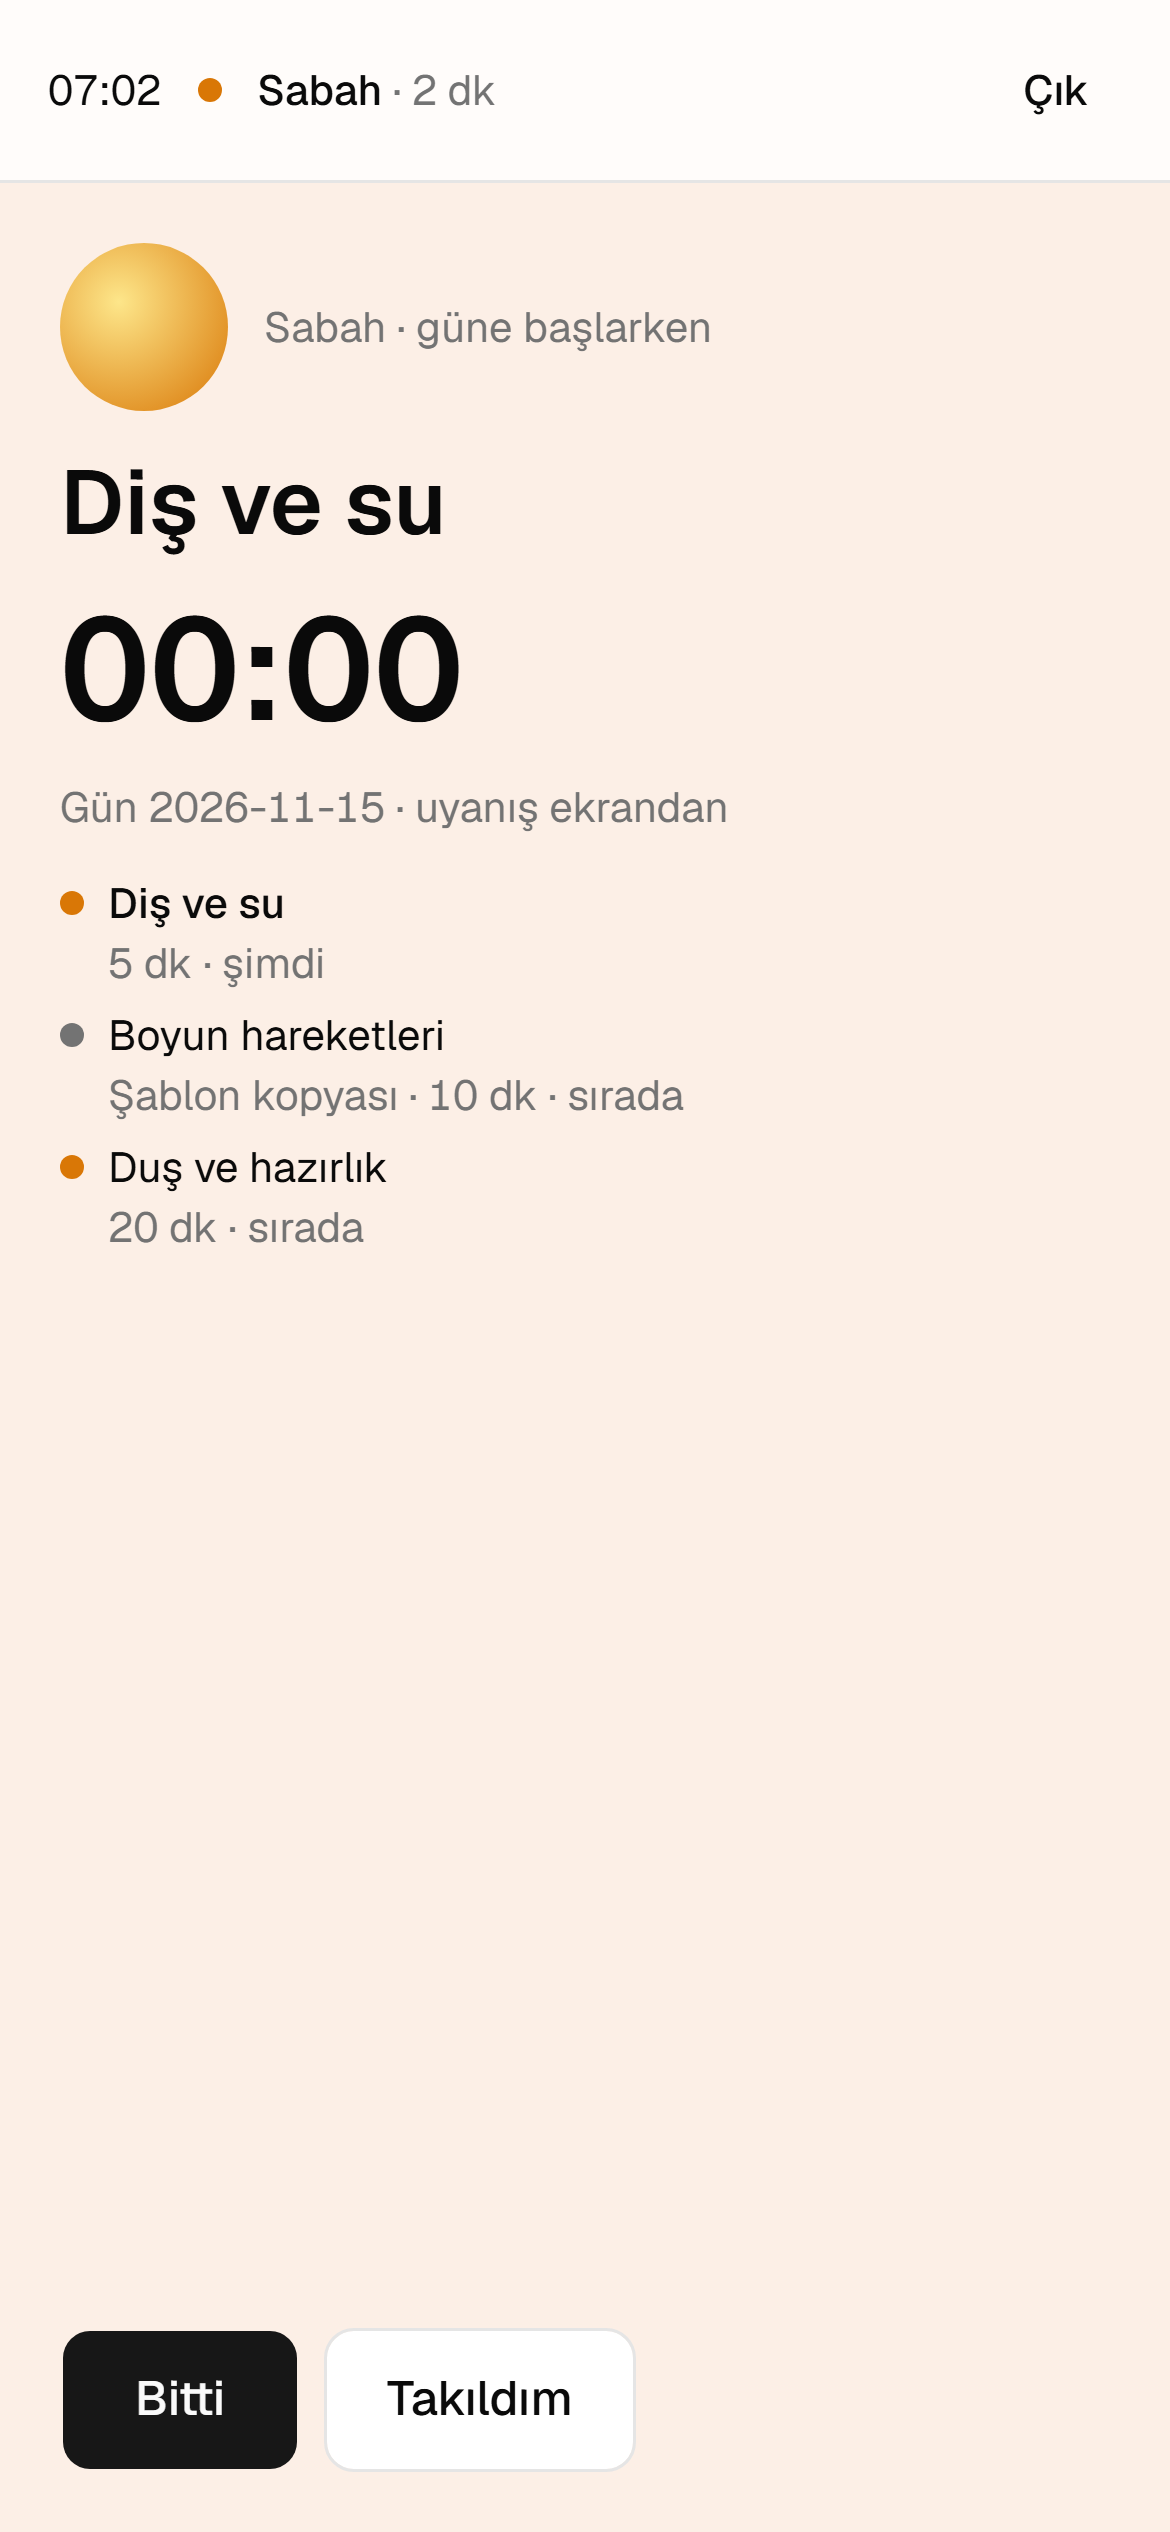 07:02 Sabah · 2 dk Çık
Sabah · güne başlarken
Diş ve su
00:00
Gün 2026-11-15 · uyanış ekrandan
Diş ve su
5 dk · şimdi
Boyun hareketleri
Şablon kopyası · 10 dk · sırada
Duş ve hazırlık
20 dk · sırada
Bitti Takıldım